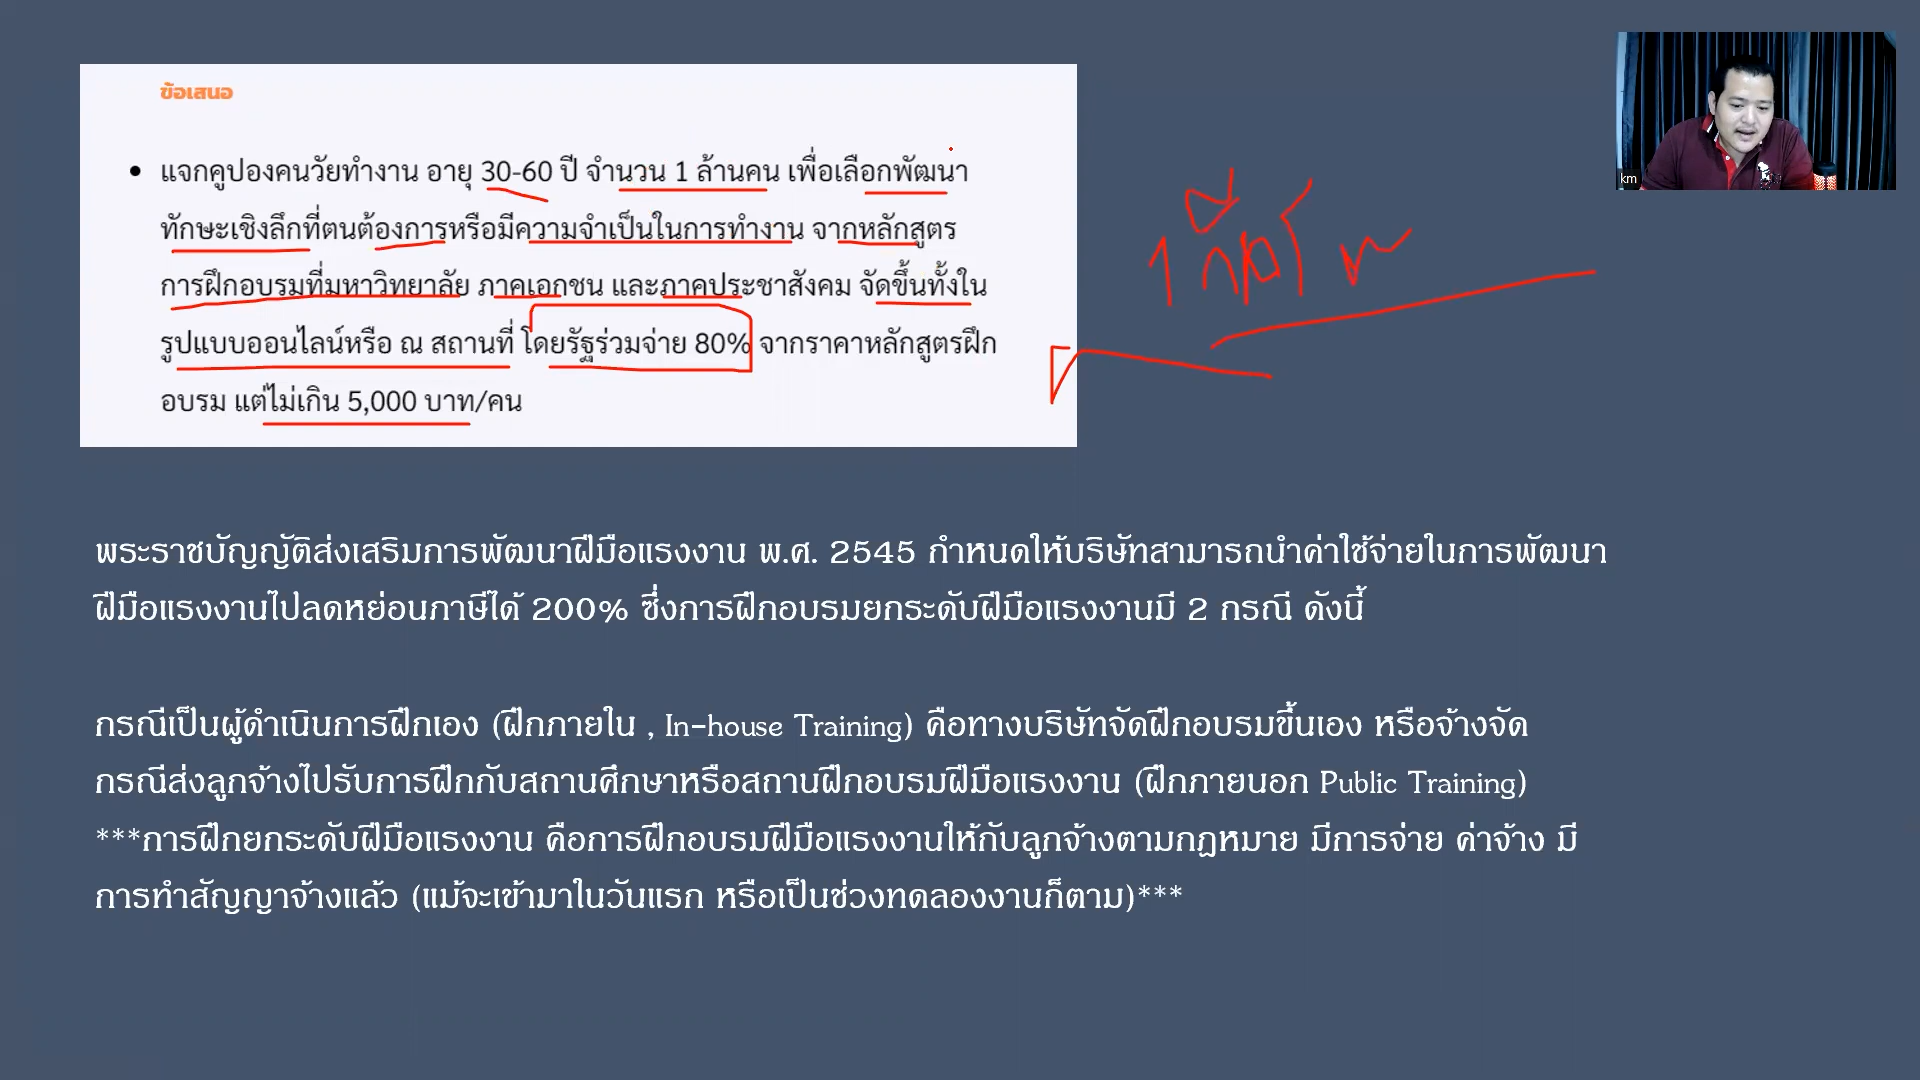 ข้อเสนอ
• แจกคูปองคนวัยทำงาน อายุ 30-60 ปี จำนวน 1 ล้านคน เพื่อเลือกพัฒนา
ทักษะเชิงลึกที่ตนต้องการหรือมีความจำเป็นในการทำงาน จากหลักสูตร
การฝึกอบรมที่มหาวิทยาลัย ภาคเอกชน และภาคประชาสังคม จัดขึ้นทั้งใน
รูปแบบออนไลน์หรือ ณ สถานที่ โดยรัฐร่วมจ่าย 80% จากราคาหลักสูตรฝึก
อบรม แต่ไม่เกิน 5,000 บาท/คน
km
พระราชบัญญัติส่งเสริมการพัฒนาฝีมือแรงงาน พ.ศ. 2545 กำหนดให้บริษัทสามารถนำค่าใช้จ่ายในการพัฒนา
ฝีมือแรงงานไปลดหย่อนภาษีได้ 200% ซึ่งการฝึกอบรมยกระดับฝีมือแรงงานมี 2 กรณี ดังนี้
กรณีเป็นผู้ดำเนินการฝึกเอง (ฝึกภายใน , In-house Training) คือทางบริษัทจัดฝึกอบรมขึ้นเอง หรือจ้างจัด
กรณีส่งลูกจ้างไปรับการฝึกกับสถานศึกษาหรือสถานฝึกอบรมฝีมือแรงงาน (ฝึกภายนอก Public Training)
***การฝึกยกระดับฝีมือแรงงาน คือการฝึกอบรมฝีมือแรงงานให้กับลูกจ้างตามกฎหมาย มีการจ่าย ค่าจ้าง มี
การทำสัญญาจ้างแล้ว (แม้จะเข้ามาในวันแรก หรือเป็นช่วงทดลองงานก็ตาม)***